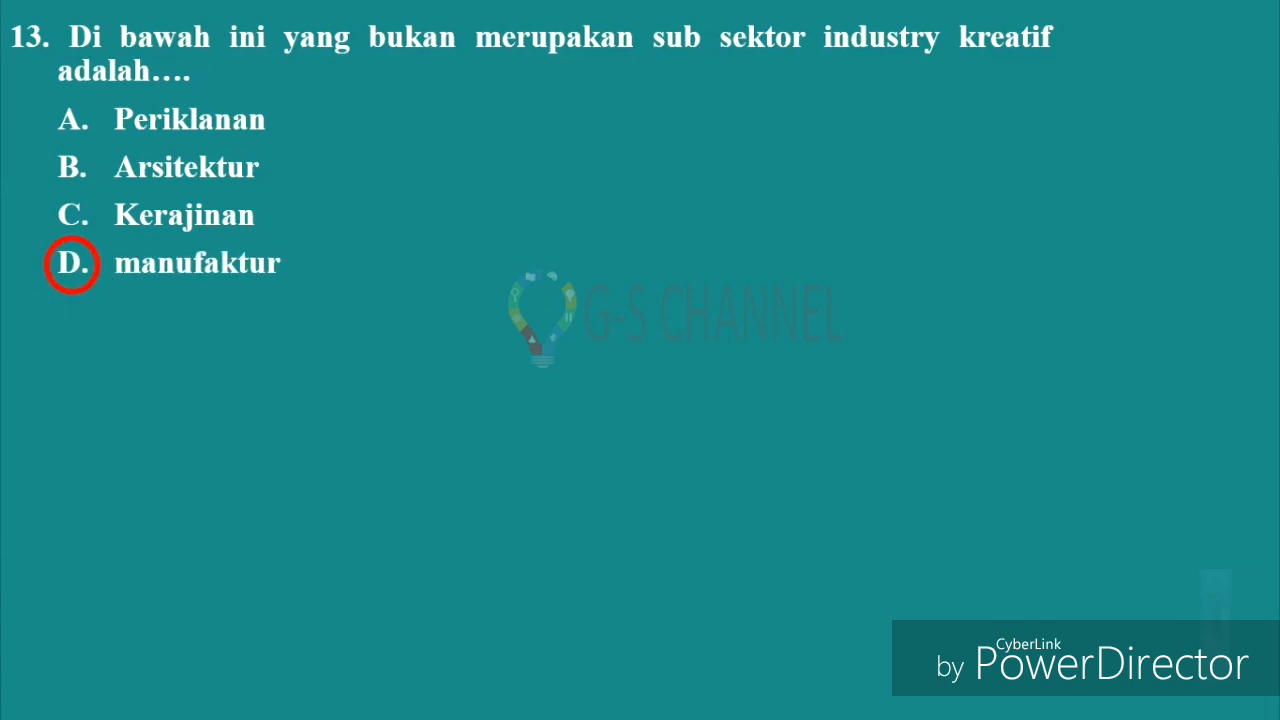 13. Di bawah ini yang bukan merupakan sub sektor industry kreatif
adalah....
A. Periklanan
B. Arsitektur
C. Kerajinan
D. manufaktur
G-S CHANNEL
CyberLink
by PowerDirector